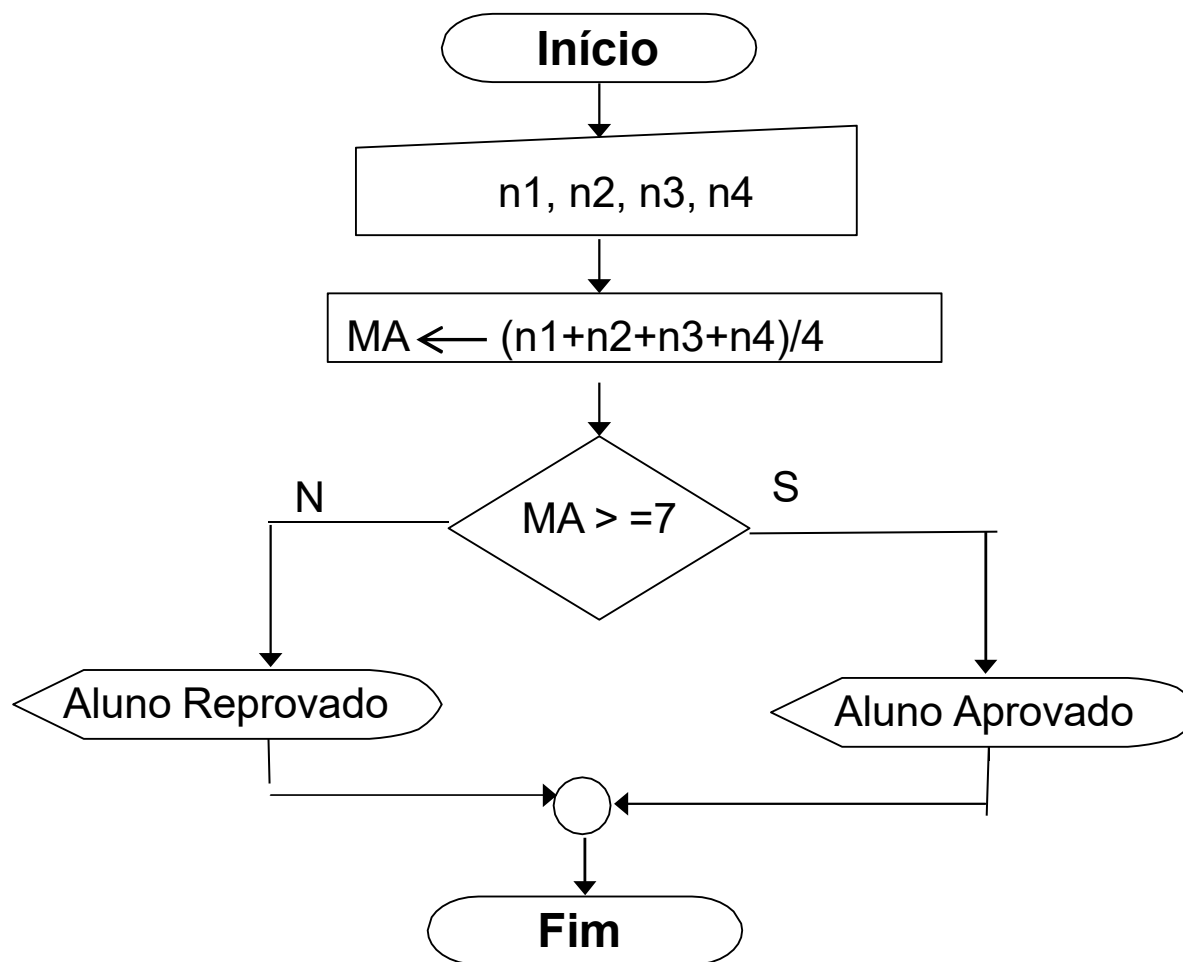 Início
n1, n2, n3, n4
MA ← (n1+n2+n3+n4)/4
MA > =7
N
S
Aluno Reprovado
Aluno Aprovado
Fim